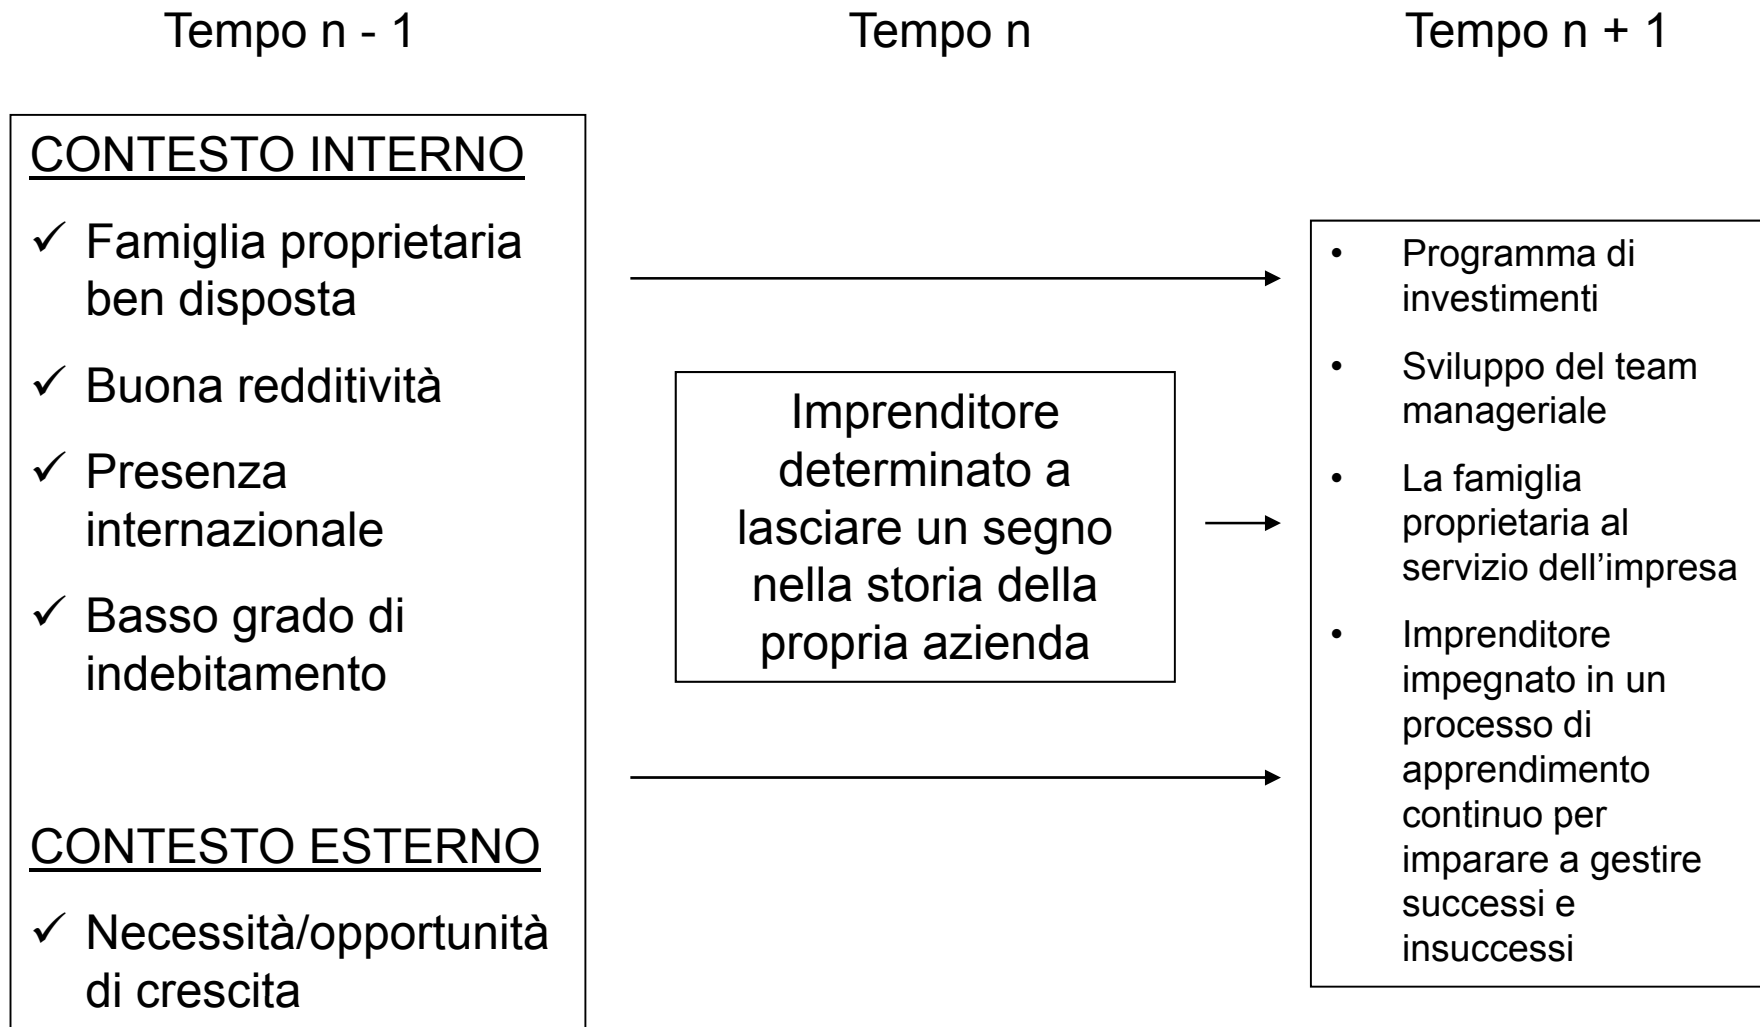 Tempo n - 1
Tempo n
Tempo n + 1
CONTESTO INTERNO
✓ Famiglia proprietaria
ben disposta
✓ Buona redditività
✓ Presenza
internazionale
✓ Basso grado di
indebitamento
CONTESTO ESTERNO
✓ Necessità/opportunità
di crescita
Imprenditore
determinato a
lasciare un segno
nella storia della
propria azienda
• Programma di
investimenti
• Sviluppo del team
manageriale
• La famiglia
proprietaria al
servizio dell’impresa
• Imprenditore
impegnato in un
processo di
apprendimento
continuo per
imparare a gestire
successi e
insuccessi